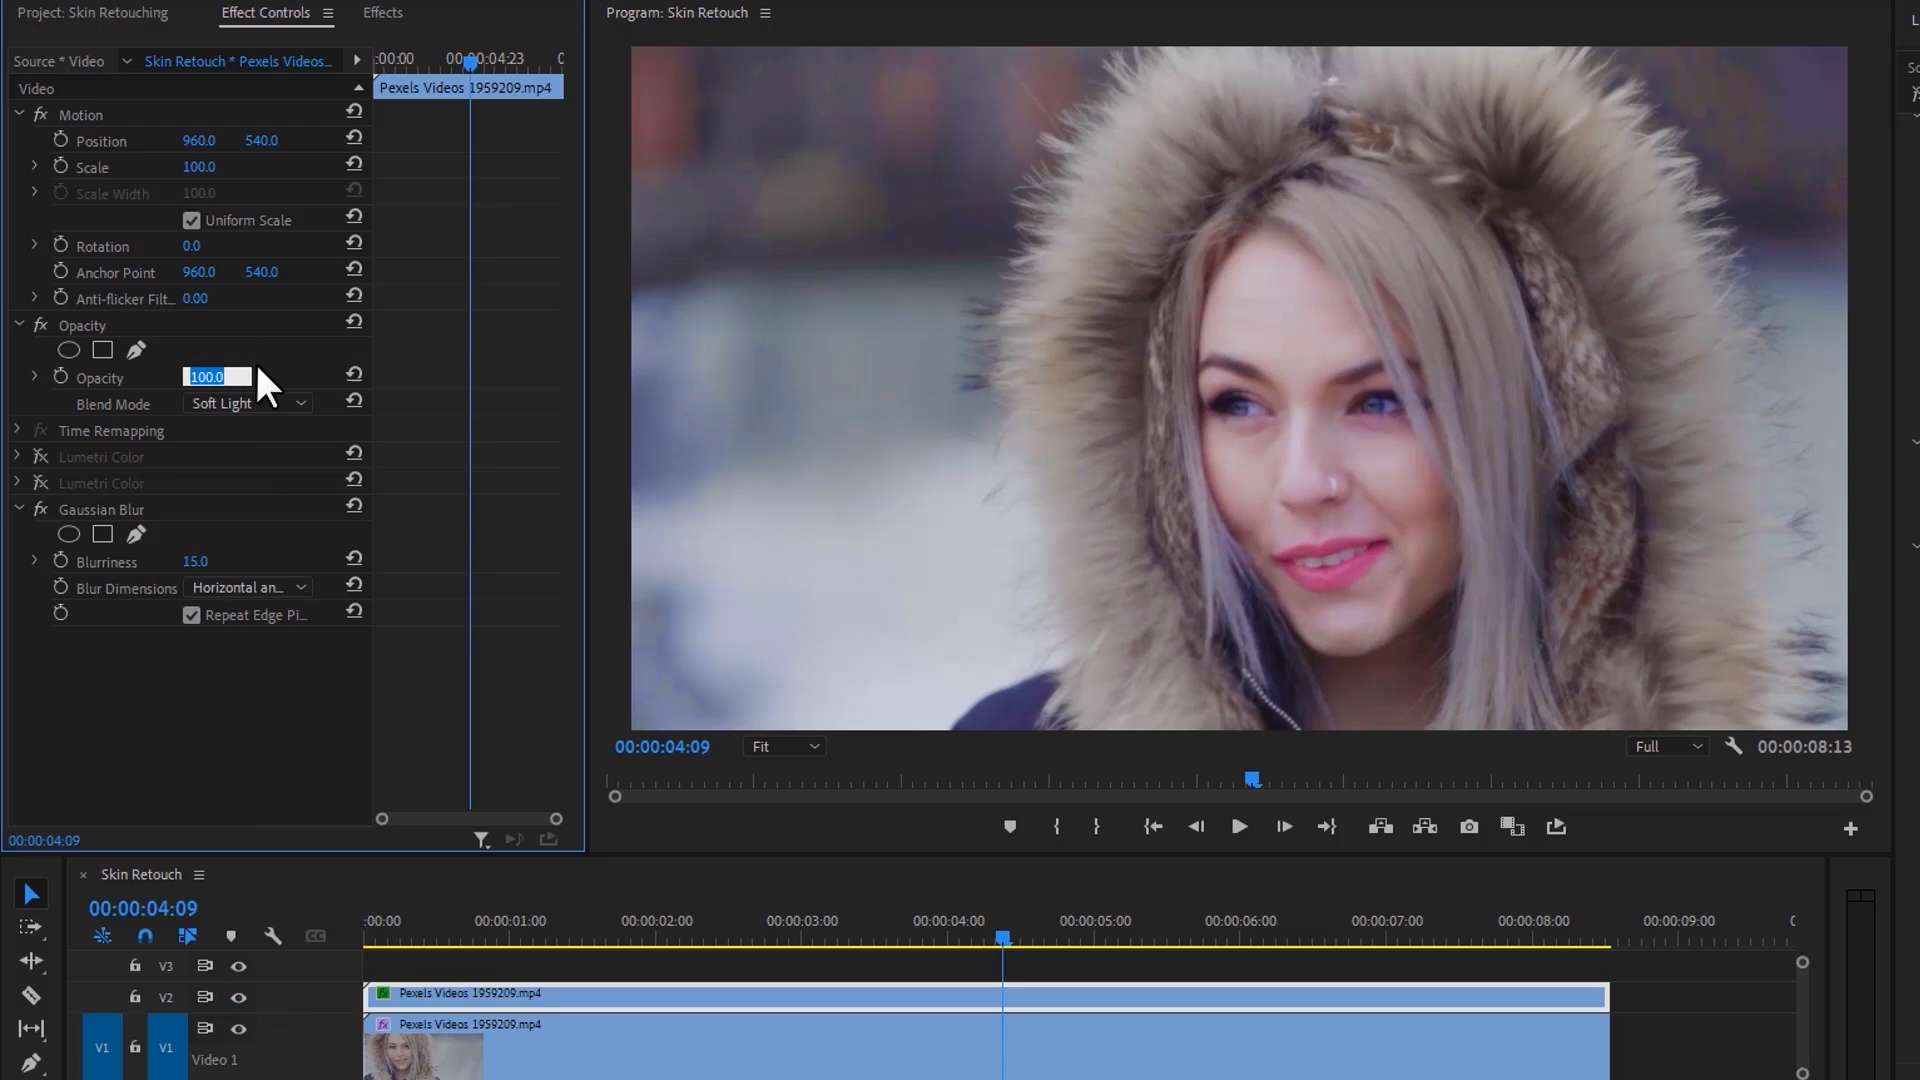 Project: Skin Retouching
Effect Controls
Effects
Source * Video
Skin Retouch * Pexels Videos...
:00:00
00:00:04:23
Video
Pexels Videos 1959209.mp4
fx Motion
Position 960.0 540.0
Scale 100.0
Scale Width 100.0
Uniform Scale
Rotation 0.0
Anchor Point 960.0 540.0
Anti-flicker Filt... 0.00
fx Opacity
Opacity 100.0
Blend Mode Soft Light
fx Time Remapping
fx Lumetri Color
fx Lumetri Color
fx Gaussian Blur
Blurriness 15.0
Blur Dimensions Horizontal an...
Repeat Edge Pi...
00:00:04:09
Program: Skin Retouch
00:00:04:09
Fit
Full
00:00:08:13
× Skin Retouch
00:00:04:09
:00:00
00:00:01:00
00:00:02:00
00:00:03:00
00:00:04:00
00:00:05:00
00:00:06:00
00:00:07:00
00:00:08:00
00:00:09:00
V3
V2
fx Pexels Videos 1959209.mp4
V1
V1
Video 1
fx Pexels Videos 1959209.mp4